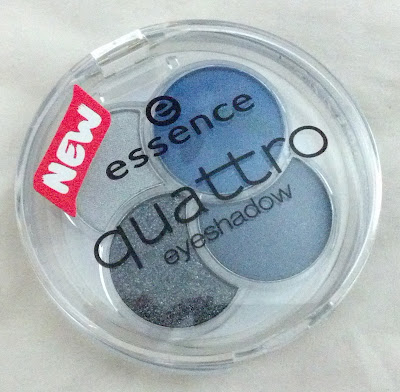 NEW
e
essence
quattro
eyeshadow